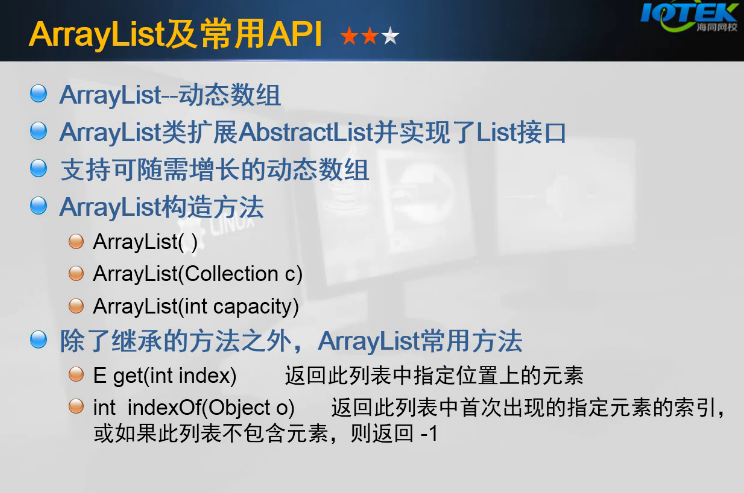 ArrayList及常用API
IOTEK
海同网校
ArrayList--动态数组
ArrayList类扩展AbstractList并实现了List接口
支持可随需增长的动态数组
ArrayList构造方法
LINUX
ArrayList( )
ArrayList(Collection c)
ArrayList(int capacity)
除了继承的方法之外，ArrayList常用方法
E get(int index) 返回此列表中指定位置上的元素
int indexOf(Object o) 返回此列表中首次出现的指定元素的索引，
或如果此列表不包含元素，则返回 -1